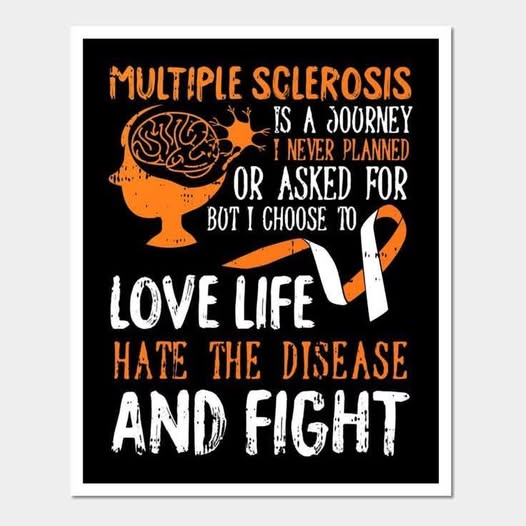 MULTIPLE SCLEROSIS
IS A JOURNEY
I NEVER PLANNED
OR ASKED FOR
BUT I CHOOSE TO
LOVE LIFE
HATE THE DISEASE
AND FIGHT